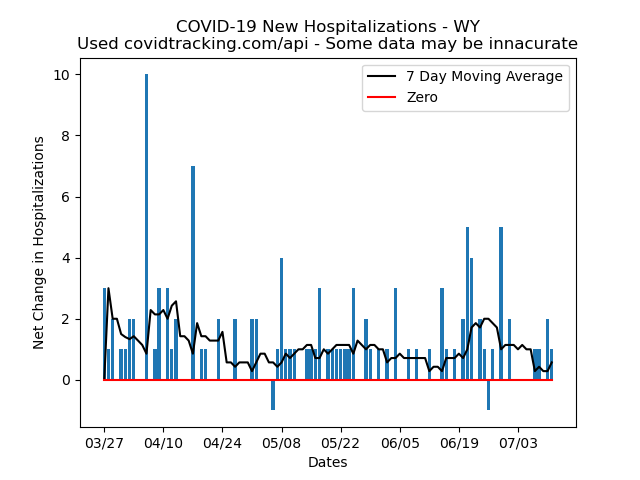 COVID-19 New Hospitalizations - WY
Used covidtracking.com/api - Some data may be innacurate
7 Day Moving Average
Zero
Net Change in Hospitalizations
10
8
6
4
2
0
03/27 04/10 04/24 05/08 05/22 06/05 06/19 07/03
Dates